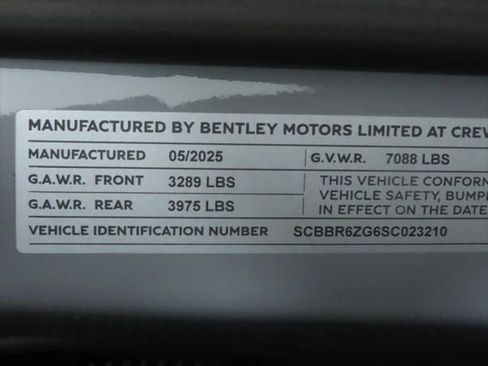 MANUFACTURED BY BENTLEY MOTORS LIMITED AT CREW
MANUFACTURED 05/2025 G.V.W.R. 7088 LBS
G.A.W.R. FRONT 3289 LBS THIS VEHICLE CONFORM
G.A.W.R. REAR 3975 LBS VEHICLE SAFETY, BUMP
IN EFFECT ON THE DATE
VEHICLE IDENTIFICATION NUMBER SCBBR6ZG6SC023210